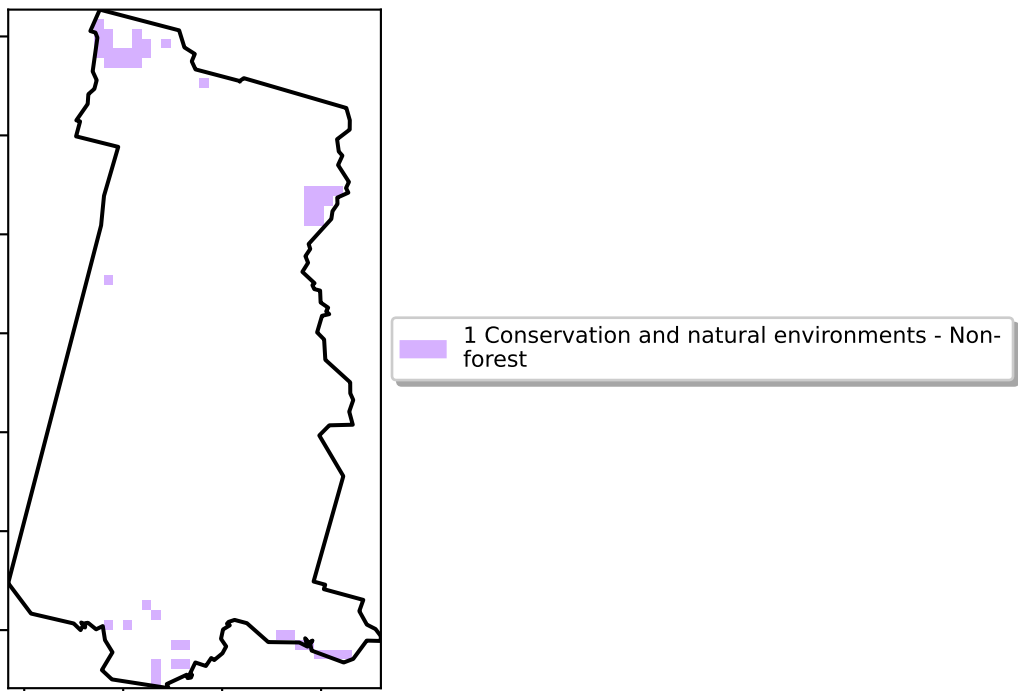 1 Conservation and natural environments - Non-
forest